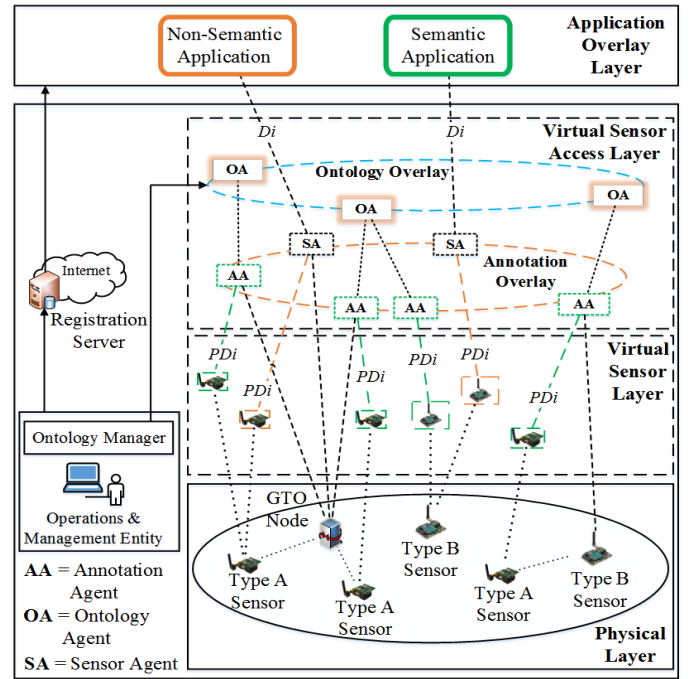 Non-Semantic
Application
Semantic
Application
Application
Overlay
Layer
Di
Di
Virtual Sensor
Access Layer
OA
Ontology Overlay
OA
OA
SA
SA
Annotation
Overlay
AA
AA
AA
AA
Internet
Registration
Server
PDi
PDi
PDi
PDi
PDi
PDi
Virtual
Sensor
Layer
Ontology Manager
Operations &
Management Entity
GTO
Node
Type A
Sensor
Type A
Sensor
Type B
Sensor
Type A
Sensor
Type B
Sensor
Physical
Layer
AA = Annotation
Agent
OA = Ontology
Agent
SA = Sensor Agent